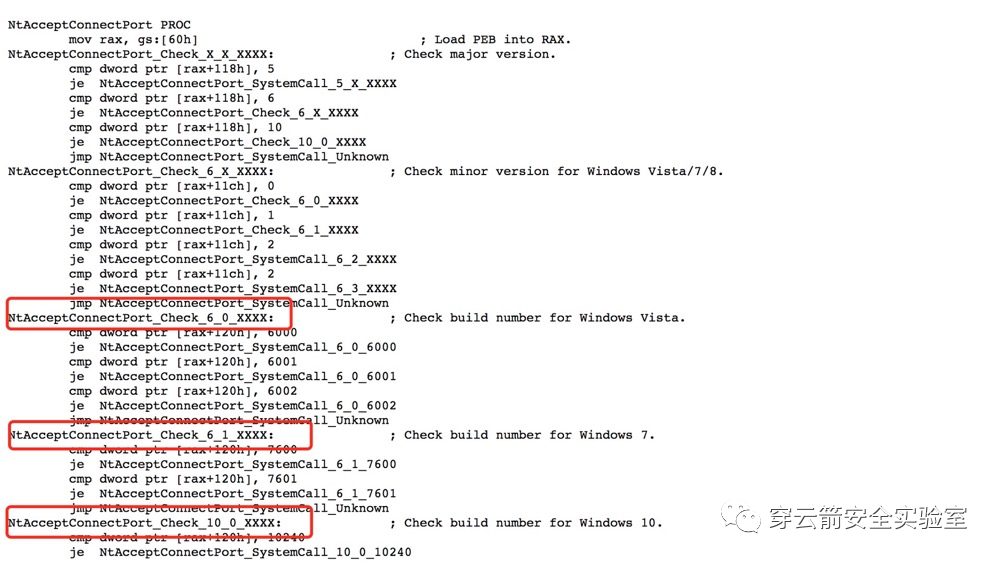 NtAcceptConnectPort PROC
mov rax, gs:[60h] ; Load PEB into RAX.
NtAcceptConnectPort_Check_X_X_XXXX: ; Check major version.
cmp dword ptr [rax+118h], 5
je NtAcceptConnectPort_SystemCall_5_X_XXXX
cmp dword ptr [rax+118h], 6
je NtAcceptConnectPort_Check_6_X_XXXX
cmp dword ptr [rax+118h], 10
je NtAcceptConnectPort_Check_10_0_XXXX
jmp NtAcceptConnectPort_SystemCall_Unknown
NtAcceptConnectPort_Check_6_X_XXXX: ; Check minor version for Windows Vista/7/8.
cmp dword ptr [rax+11ch], 0
je NtAcceptConnectPort_Check_6_0_XXXX
cmp dword ptr [rax+11ch], 1
je NtAcceptConnectPort_Check_6_1_XXXX
cmp dword ptr [rax+11ch], 2
je NtAcceptConnectPort_SystemCall_6_2_XXXX
cmp dword ptr [rax+11ch], 2
je NtAcceptConnectPort_SystemCall_6_3_XXXX
jmp NtAcceptConnectPort_SystemCall_Unknown
NtAcceptConnectPort_Check_6_0_XXXX: ; Check build number for Windows Vista.
cmp dword ptr [rax+120h], 6000
je NtAcceptConnectPort_SystemCall_6_0_6000
cmp dword ptr [rax+120h], 6001
je NtAcceptConnectPort_SystemCall_6_0_6001
cmp dword ptr [rax+120h], 6002
je NtAcceptConnectPort_SystemCall_6_0_6002
jmp NtAcceptConnectPort_SystemCall_Unknown
NtAcceptConnectPort_Check_6_1_XXXX: ; Check build number for Windows 7.
cmp dword ptr [rax+120h], 7600
je NtAcceptConnectPort_SystemCall_6_1_7600
cmp dword ptr [rax+120h], 7601
je NtAcceptConnectPort_SystemCall_6_1_7601
jmp NtAcceptConnectPort_SystemCall_Unknown
NtAcceptConnectPort_Check_10_0_XXXX: ; Check build number for Windows 10.
cmp dword ptr [rax+120h], 10240
je NtAcceptConnectPort_SystemCall_10_0_10240
穿云箭安全实验室